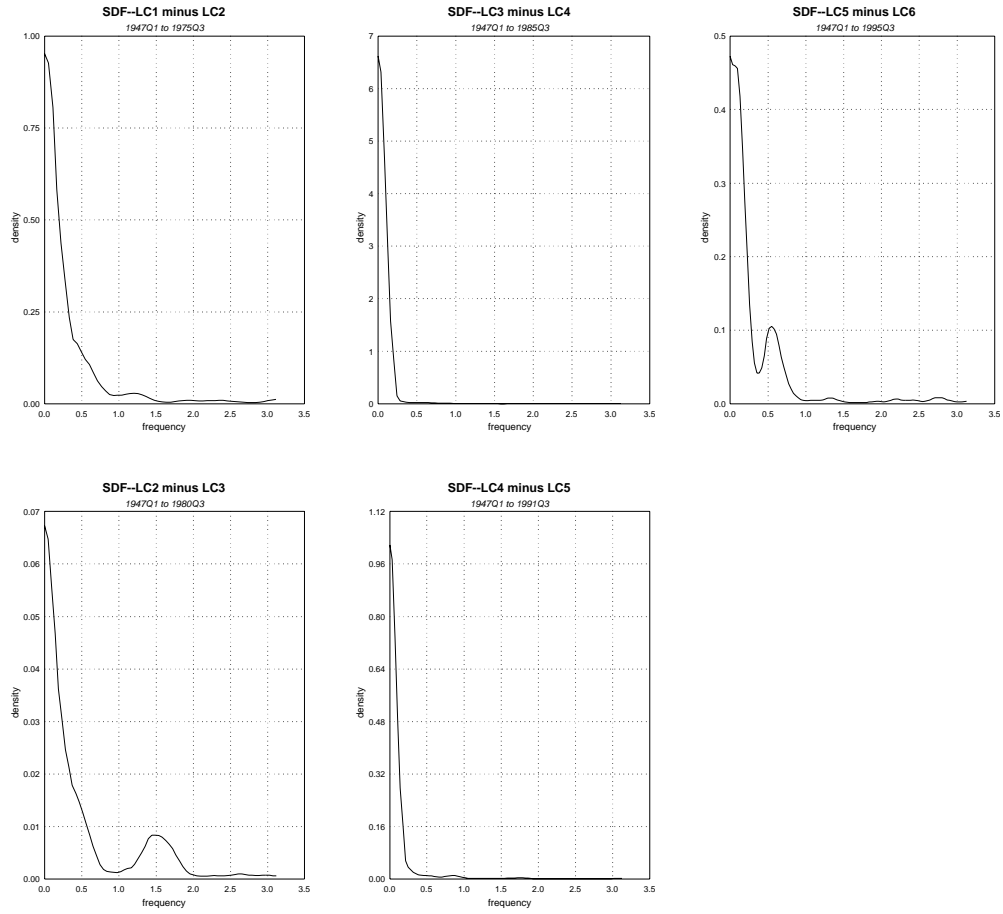 SDF--LC1 minus LC2
1947Q1 to 1975Q3
1.00
0.75
0.50
0.25
0.00
density
0.0 0.5 1.0 1.5 2.0 2.5 3.0 3.5
frequency
SDF--LC3 minus LC4
1947Q1 to 1985Q3
7
6
5
4
3
2
1
0
density
0.0 0.5 1.0 1.5 2.0 2.5 3.0 3.5
frequency
SDF--LC5 minus LC6
1947Q1 to 1995Q3
0.5
0.4
0.3
0.2
0.1
0.0
density
0.0 0.5 1.0 1.5 2.0 2.5 3.0 3.5
frequency
SDF--LC2 minus LC3
1947Q1 to 1980Q3
0.07
0.06
0.05
0.04
0.03
0.02
0.01
0.00
density
0.0 0.5 1.0 1.5 2.0 2.5 3.0 3.5
frequency
SDF--LC4 minus LC5
1947Q1 to 1991Q3
1.12
0.96
0.80
0.64
0.48
0.32
0.16
0.00
density
0.0 0.5 1.0 1.5 2.0 2.5 3.0 3.5
frequency